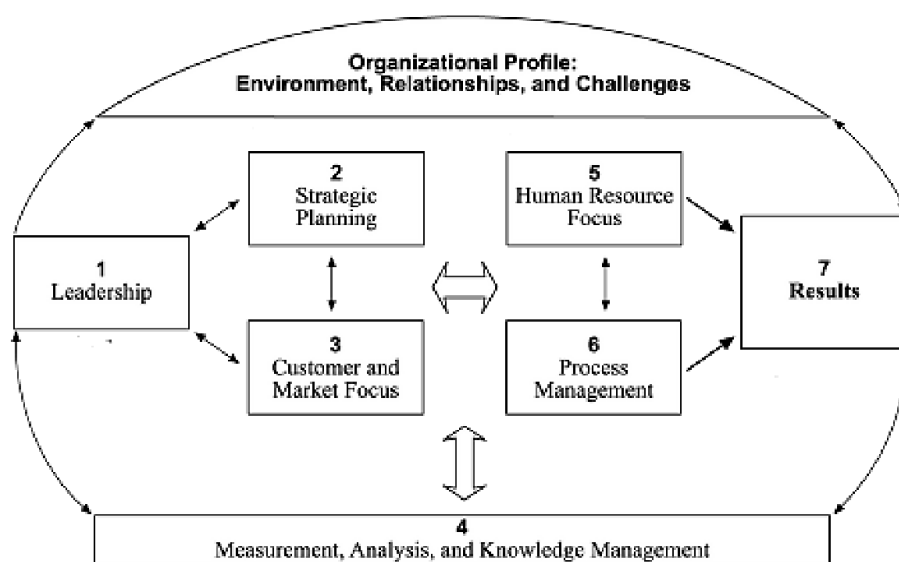 Organizational Profile:
Environment, Relationships, and Challenges
2
Strategic
Planning
5
Human Resource
Focus
1
Leadership
7
Results
3
Customer and
Market Focus
6
Process
Management
4
Measurement, Analysis, and Knowledge Management